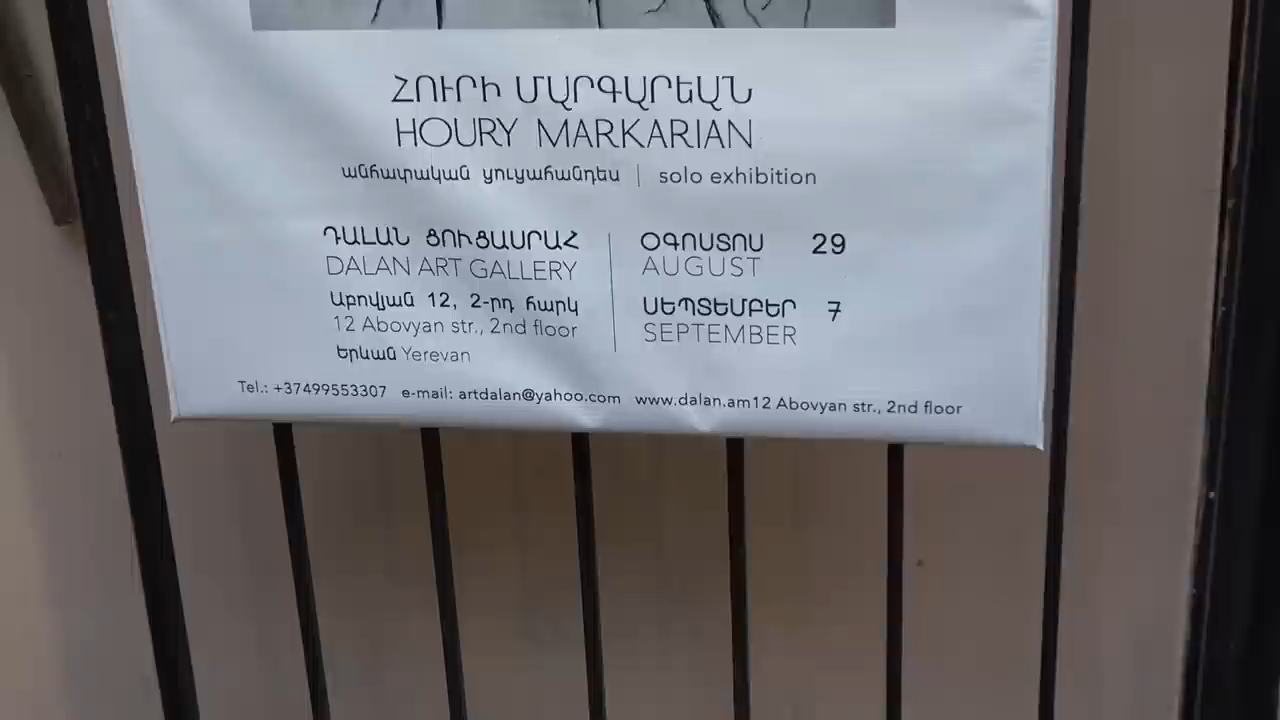 ՀՈՒՐԻ ՄԱՐԳԱՐԵԱՆ
HOURY MARKARIAN
անհատական ցուցահանդես | solo exhibition
ԴԱԼԱՆ ՑՈՒՑԱՍՐԱՀ
DALAN ART GALLERY
Աբովյան 12, 2-րդ հարկ
12 Abovyan str., 2nd floor
Երևան Yerevan
ՕԳՈՍՏՈՍ 29
AUGUST
ՍԵՊՏԵՄԲԵՐ 7
SEPTEMBER
Tel.: +37499553307 e-mail: artdalan@yahoo.com www.dalan.am12 Abovyan str., 2nd floor